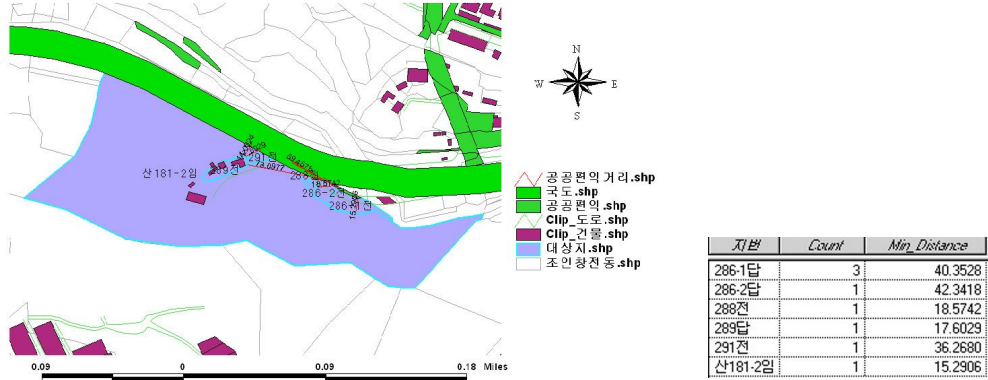 N
W E
S
291전
73.0977
산181-2임
289전
286-2전
286-1전
공공편익거리.shp
국도.shp
공공편익.shp
Clip_도로.shp
Clip_건물.shp
대상지.shp
조인창전동.shp
0.09 0 0.09 0.18 Miles
지번 Count Min_Distance
286-1답 3 40.3528
286-2답 1 42.3418
288전 1 18.5742
289답 1 17.6029
291전 1 36.2680
산181-2임 1 15.2906